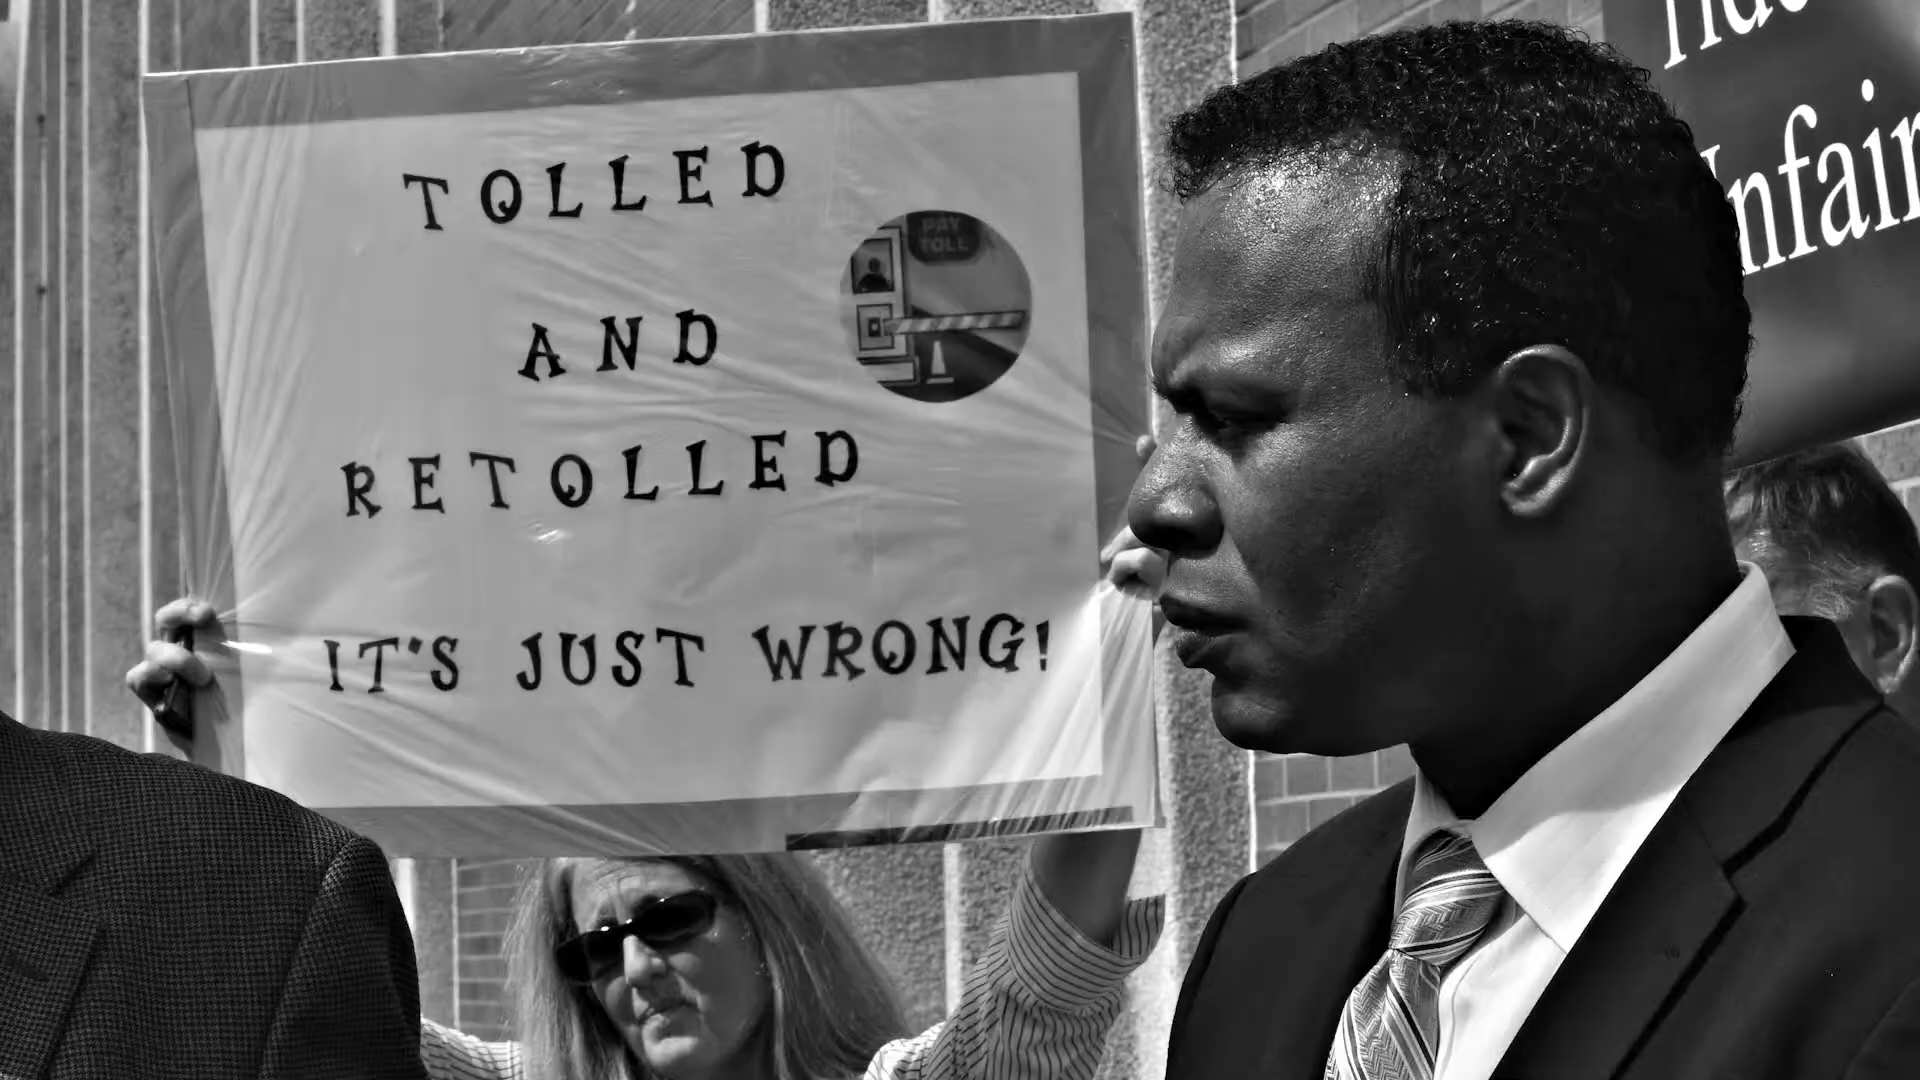 TOLLED
AND
RETOLLED
IT'S JUST WRONG!
PAY
TOLL